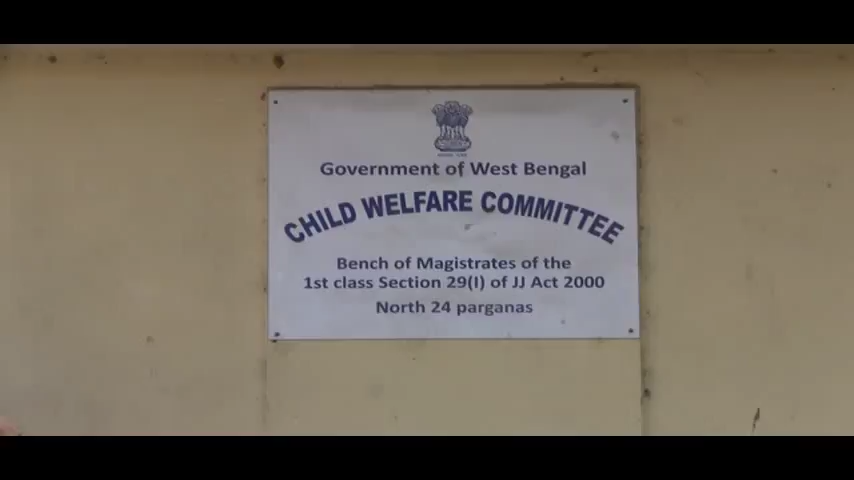 Government of West Bengal
CHILD WELFARE COMMITTEE
Bench of Magistrates of the
1st class Section 29(I) of JJ Act 2000
North 24 parganas